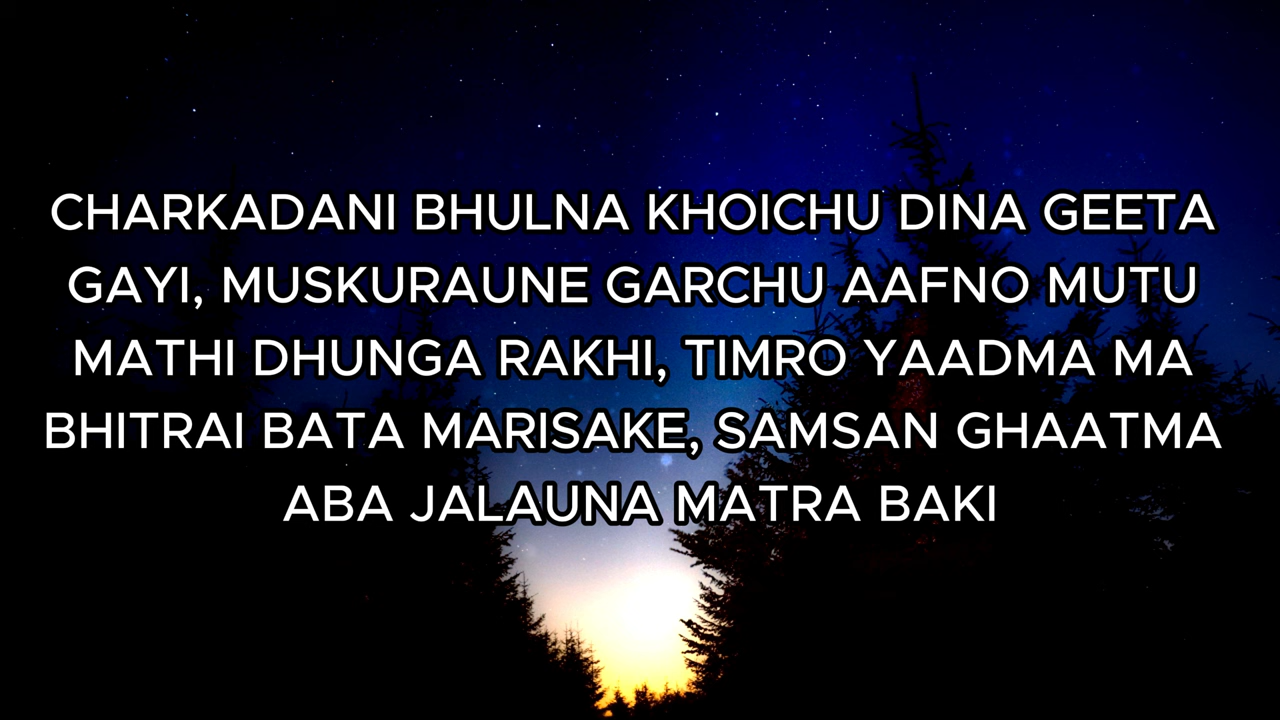 CHARKADANI BHULNA KHOICHU DINA GEETA
GAYI, MUSKURAUNE GARCHU AAFNO MUTU
MATHI DHUNGA RAKHI, TIMRO YAADMA MA
BHITRAI BATA MARISAKE, SAMSAN GHAATMA
ABA JALAUNA MATRA BAKI